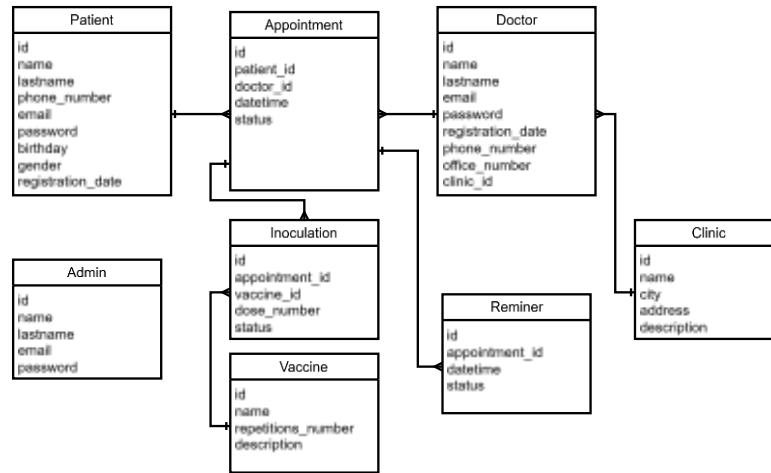 Patient
id
name
lastname
phone_number
email
password
birthday
gender
registration_date
Appointment
id
patient_id
doctor_id
datetime
status
Doctor
id
name
lastname
email
password
registration_date
phone_number
office_number
clinic_id
Inoculation
id
appointment_id
vaccine_id
dose_number
status
Clinic
id
name
city
address
description
Admin
id
name
lastname
email
password
Reminer
id
appointment_id
datetime
status
Vaccine
id
name
repetitions_number
description